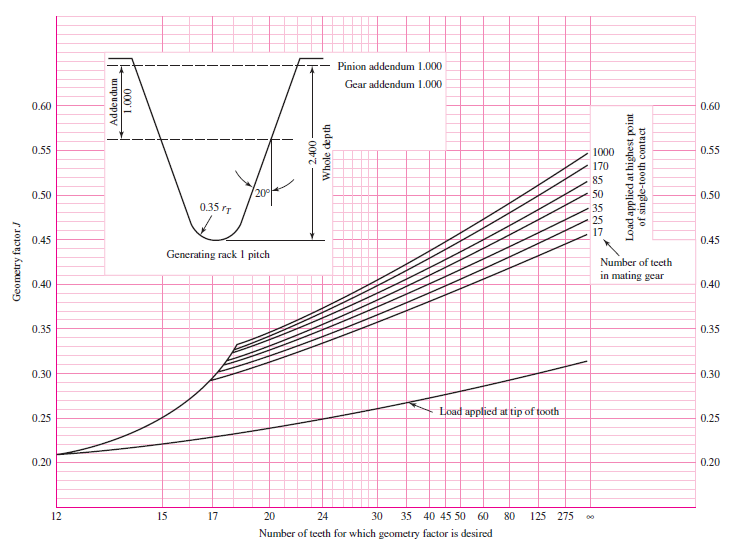 Pinion addendum 1.000
Gear addendum 1.000
Addendum
1.000
2.400
Whole depth
20°
0.35 rT
Generating rack 1 pitch
Geometry factor J
0.60
0.55
0.50
0.45
0.40
0.35
0.30
0.25
0.20
0.60
0.55
0.50
0.45
0.40
0.35
0.30
0.25
0.20
1000
170
85
50
35
25
17
Load applied at highest point
of single-tooth contact
Number of teeth
in mating gear
Load applied at tip of tooth
12 15 17 20 24 30 35 40 45 50 60 80 125 275 ∞
Number of teeth for which geometry factor is desired